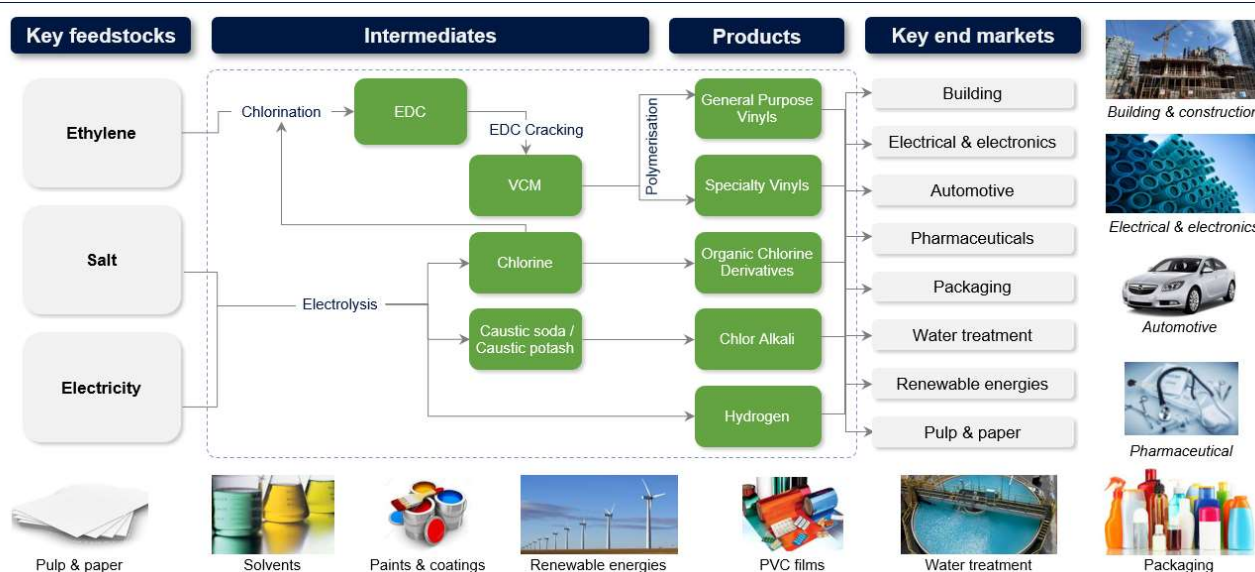 Key feedstocks
Intermediates
Products
Key end markets
Ethylene
Salt
Electricity
Chlorination
EDC
EDC Cracking
VCM
Polymerisation
Electrolysis
Chlorine
Caustic soda /
Caustic potash
General Purpose
Vinyls
Specialty Vinyls
Organic Chlorine
Derivatives
Chlor Alkali
Hydrogen
Building
Electrical & electronics
Automotive
Pharmaceuticals
Packaging
Water treatment
Renewable energies
Pulp & paper
Building & construction
Electrical & electronics
Automotive
Pharmaceutical
Pulp & paper
Solvents
Paints & coatings
Renewable energies
PVC films
Water treatment
Packaging